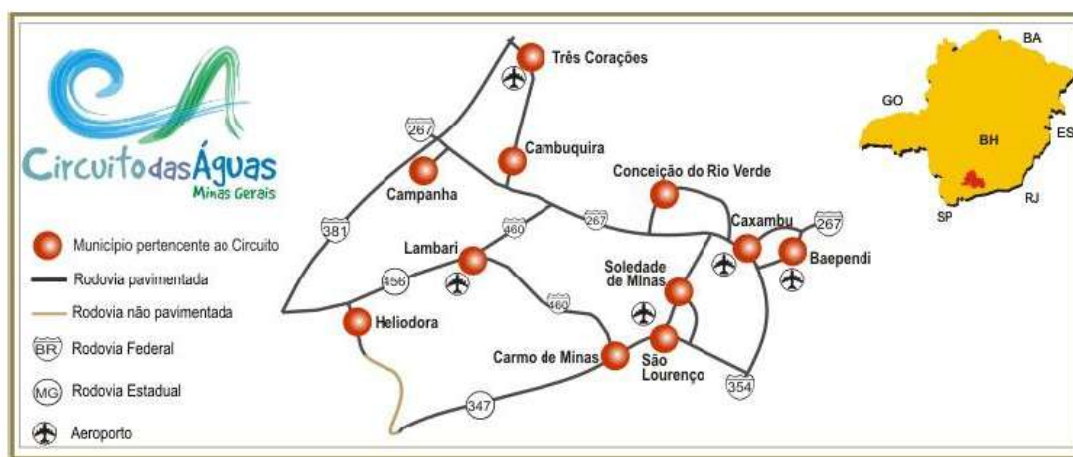 Circuito das Águas
Minas Gerais
Município pertencente ao Circuito
Rodovia pavimentada
Rodovia não pavimentada
BR
Rodovia Federal
MG
Rodovia Estadual
Aeroporto
Três Corações
267
Cambuquira
Campanha
Conceição do Rio Verde
381
Lambari
460
267
Caxambu
267
Baependi
456
Soledade
de Minas
460
Heliodora
Carmo de Minas
São
Lourenço
354
347
BA
GO
BH
ES
SP
RJ